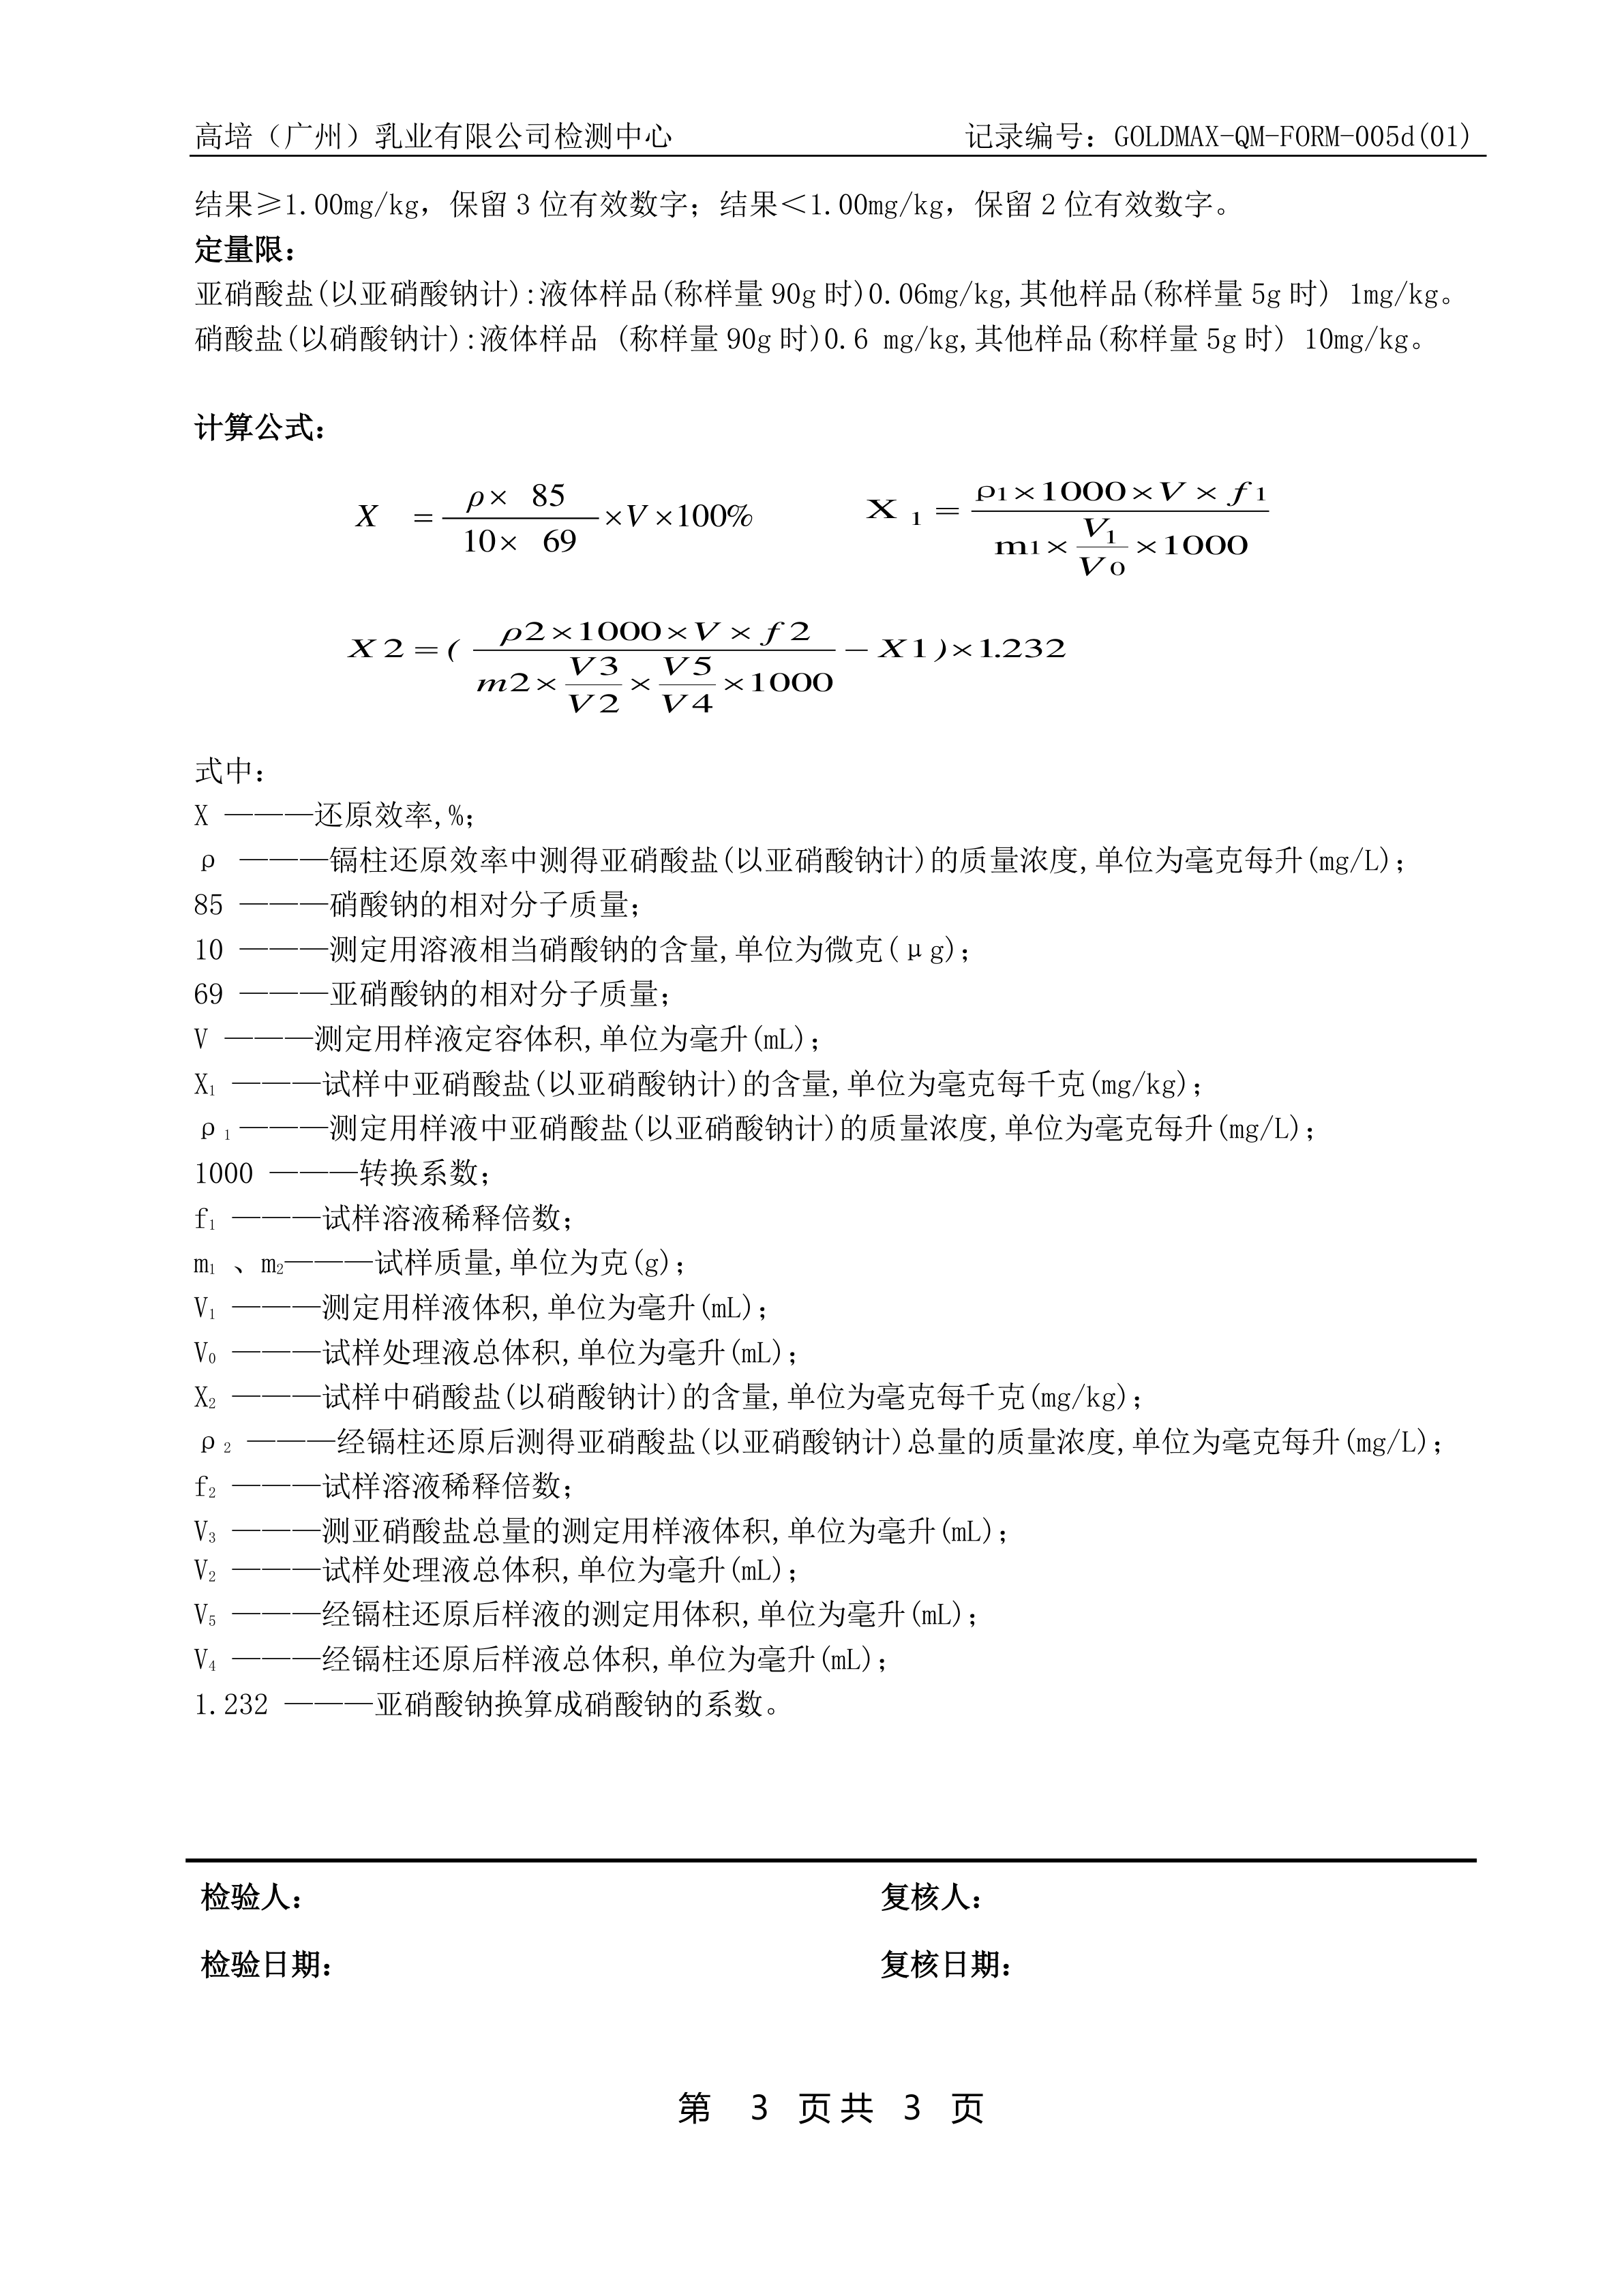 高培（广州）乳业有限公司检测中心 记录编号：GOLDMAX-QM-FORM-005d(01)
结果≥1.00mg/kg，保留 3 位有效数字；结果＜1.00mg/kg，保留 2 位有效数字。
定量限：
亚硝酸盐(以亚硝酸钠计):液体样品(称样量 90g 时)0.06mg/kg,其他样品(称样量 5g 时) 1mg/kg。
硝酸盐(以硝酸钠计):液体样品 (称样量 90g 时)0.6 mg/kg,其他样品(称样量 5g 时) 10mg/kg。
计算公式：
X = (ρ× 85)/(10× 69) ×V×100%  X₁ = (ρ1×1000×V×f1)/(m1×(V₁/V0)×1000)
X2=( (ρ2×1000×V×f2)/(m2×(V3/V2)×(V5/V4)×1000) − X1)×1.232
式中：
X ———还原效率,%；
ρ ———镉柱还原效率中测得亚硝酸盐(以亚硝酸钠计)的质量浓度,单位为毫克每升(mg/L)；
85 ———硝酸钠的相对分子质量；
10 ———测定用溶液相当硝酸钠的含量,单位为微克(μg)；
69 ———亚硝酸钠的相对分子质量；
V ———测定用样液定容体积,单位为毫升(mL)；
X₁ ———试样中亚硝酸盐(以亚硝酸钠计)的含量,单位为毫克每千克(mg/kg)；
ρ₁———测定用样液中亚硝酸盐(以亚硝酸钠计)的质量浓度,单位为毫克每升(mg/L)；
1000 ———转换系数；
f₁ ———试样溶液稀释倍数；
m₁ 、m₂———试样质量,单位为克(g)；
V₁ ———测定用样液体积,单位为毫升(mL)；
V₀ ———试样处理液总体积,单位为毫升(mL)；
X₂ ———试样中硝酸盐(以硝酸钠计)的含量,单位为毫克每千克(mg/kg)；
ρ₂ ———经镉柱还原后测得亚硝酸盐(以亚硝酸钠计)总量的质量浓度,单位为毫克每升(mg/L)；
f₂ ———试样溶液稀释倍数；
V₃ ———测亚硝酸盐总量的测定用样液体积,单位为毫升(mL)；
V₂ ———试样处理液总体积,单位为毫升(mL)；
V₅ ———经镉柱还原后样液的测定用体积,单位为毫升(mL)；
V₄ ———经镉柱还原后样液总体积,单位为毫升(mL)；
1.232 ———亚硝酸钠换算成硝酸钠的系数。
检验人： 复核人：
检验日期： 复核日期：
第 3 页共 3 页